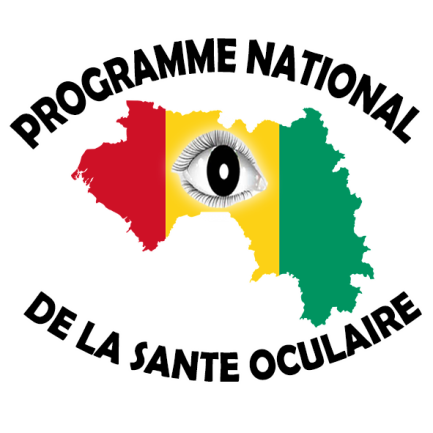 PROGRAMME NATIONAL
DE LA SANTE OCULAIRE